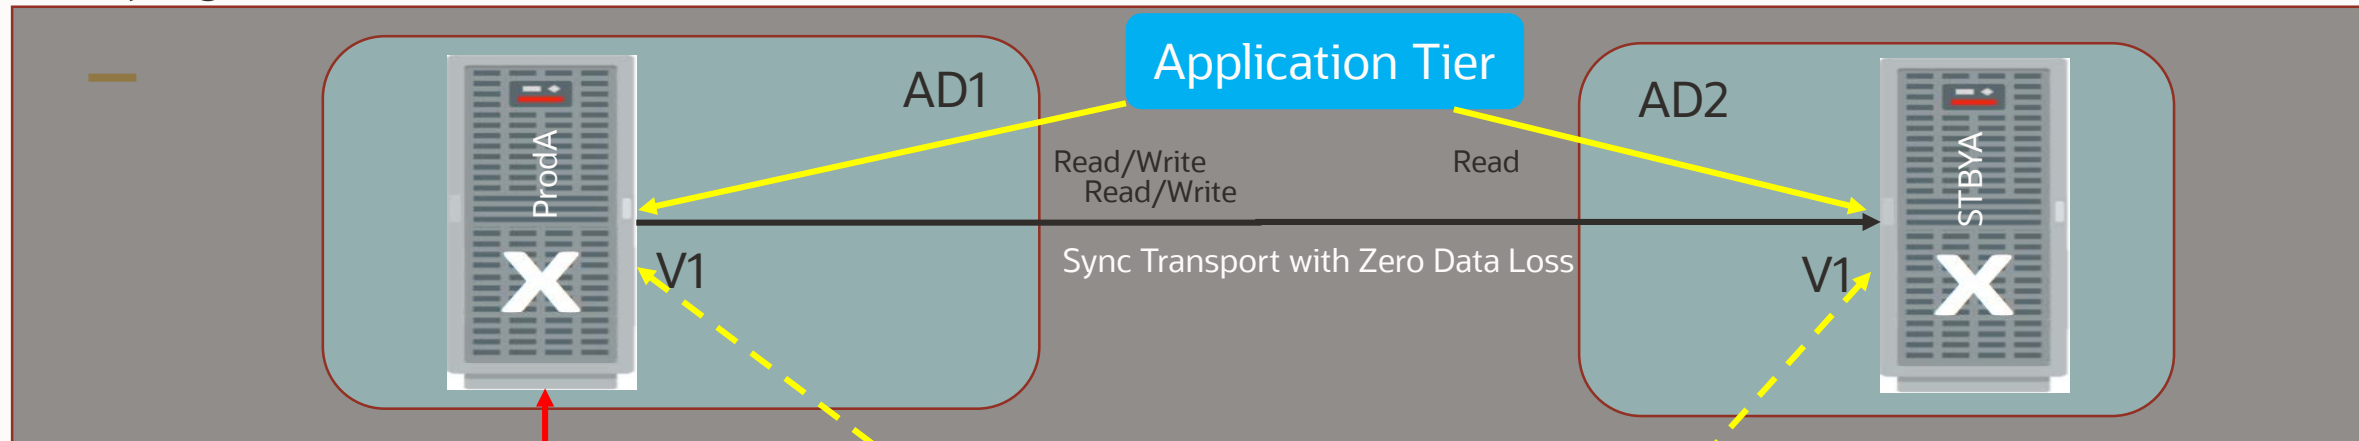 Application Tier
AD1
AD2
ProdA
STBYA
Read/Write
Read
Read/Write
V1
Sync Transport with Zero Data Loss
V1